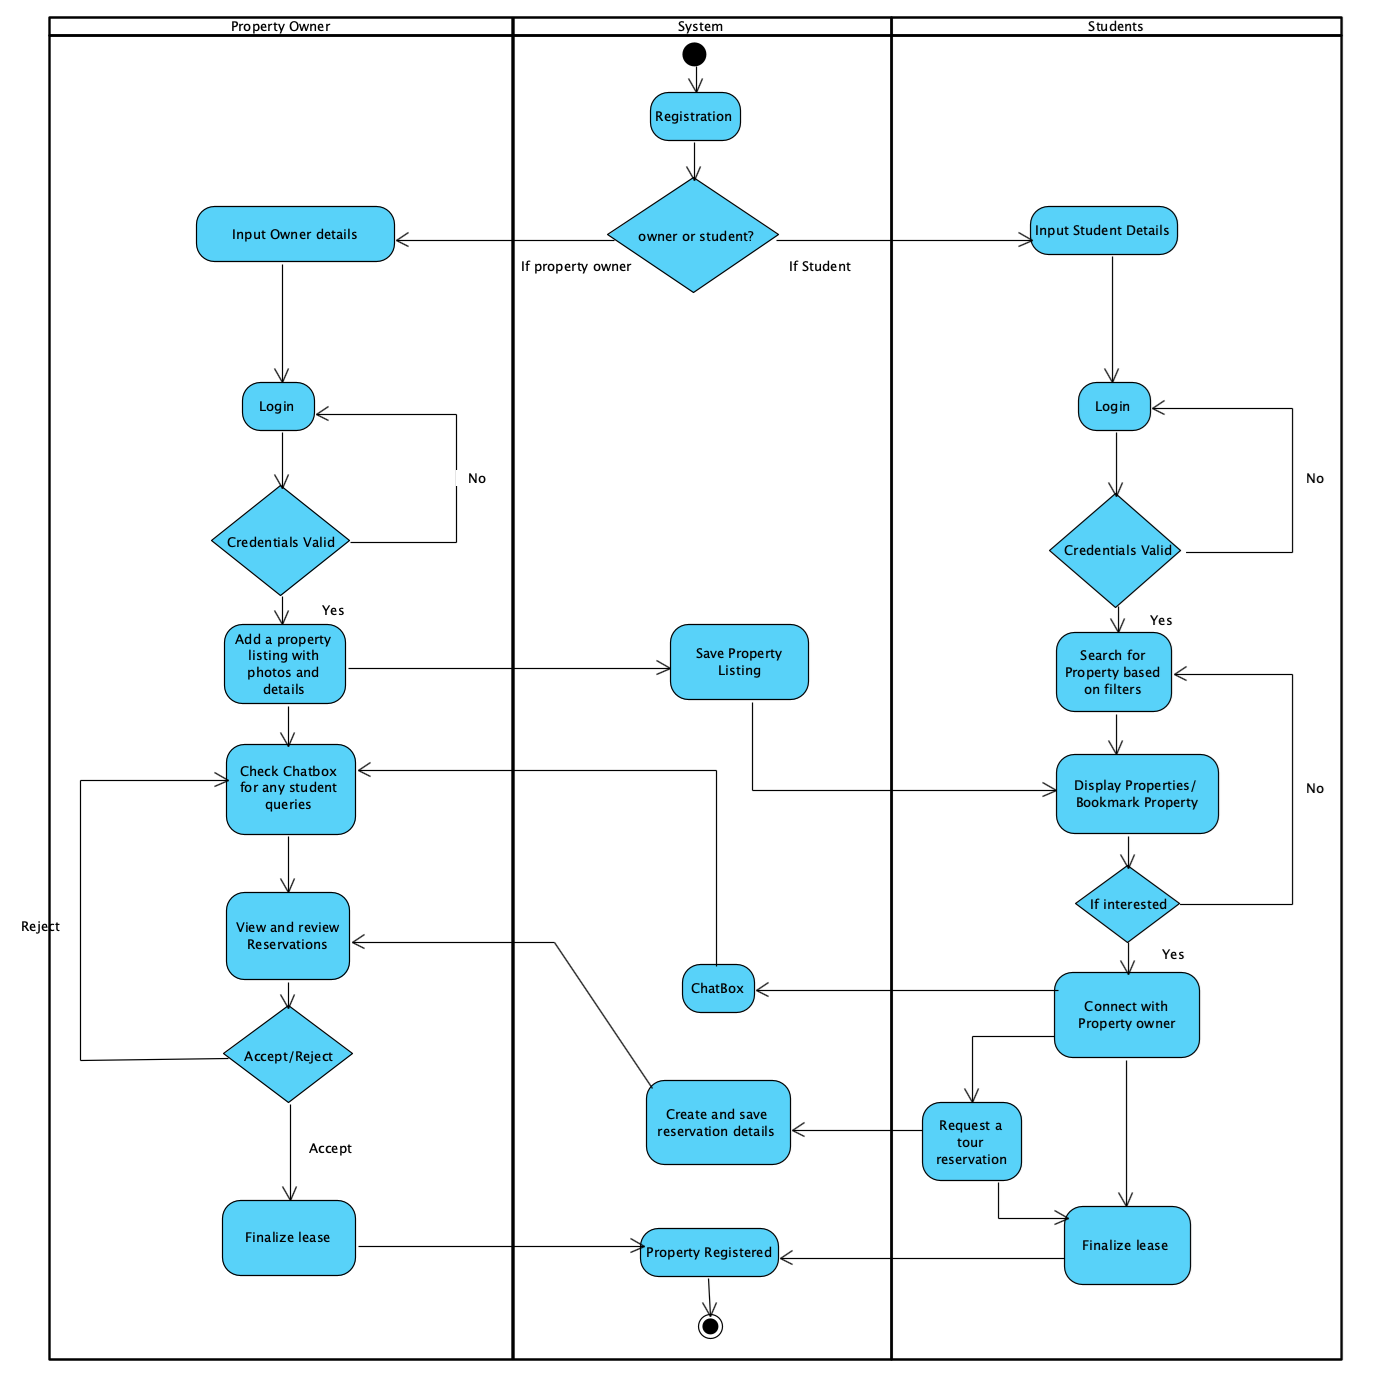 Property Owner
System
Students
Registration
owner or student?
If property owner
If Student
Input Owner details
Input Student Details
Login
Login
No
No
Credentials Valid
Credentials Valid
Yes
Yes
Add a property
listing with
photos and
details
Save Property
Listing
Search for
Property based
on filters
Check Chatbox
for any student
queries
Display Properties/
Bookmark Property
No
If interested
Yes
Reject
View and review
Reservations
ChatBox
Connect with
Property owner
Accept/Reject
Create and save
reservation details
Request a
tour
reservation
Accept
Finalize lease
Property Registered
Finalize lease